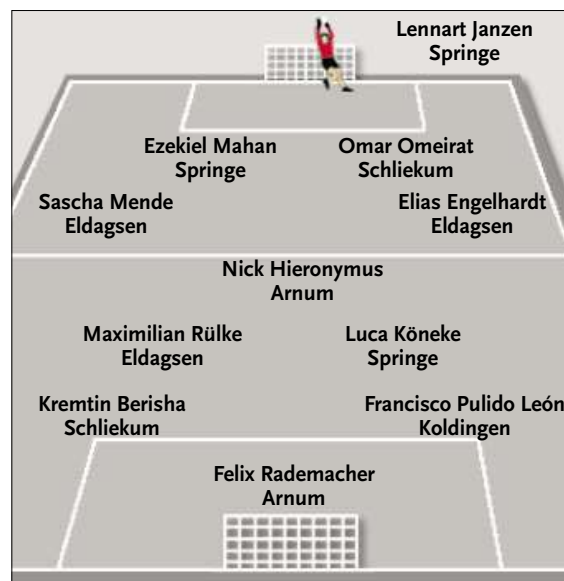 Lennart Janzen
Springe
Ezekiel Mahan
Springe
Omar Omeirat
Schliekum
Sascha Mende
Eldagsen
Elias Engelhardt
Eldagsen
Nick Hieronymus
Arnum
Maximilian Rülke
Eldagsen
Luca Köneke
Springe
Kremtin Berisha
Schliekum
Francisco Pulido León
Koldingen
Felix Rademacher
Arnum